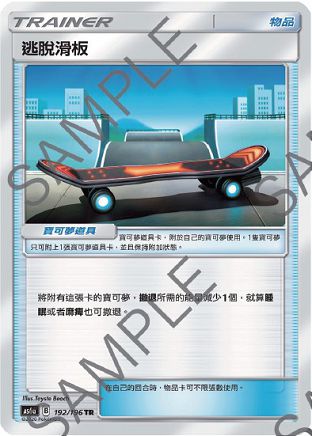 TRAINER 物品
逃脫滑板
寶可夢道具
寶可夢道具卡，附於自己的寶可夢使用。1隻寶可夢
只可附上1張寶可夢道具卡，並且保持附加狀態。
將附有這張卡的寶可夢，撤退所需的能量減少1個，就算睡
眠或者麻痺也可撤退。
Illus. Toyste Beach
B 192/196 TR
在自己的回合時，物品卡可不限張數使用。
SAMPLE
SAMPLE
SAMPLE
SAMPLE